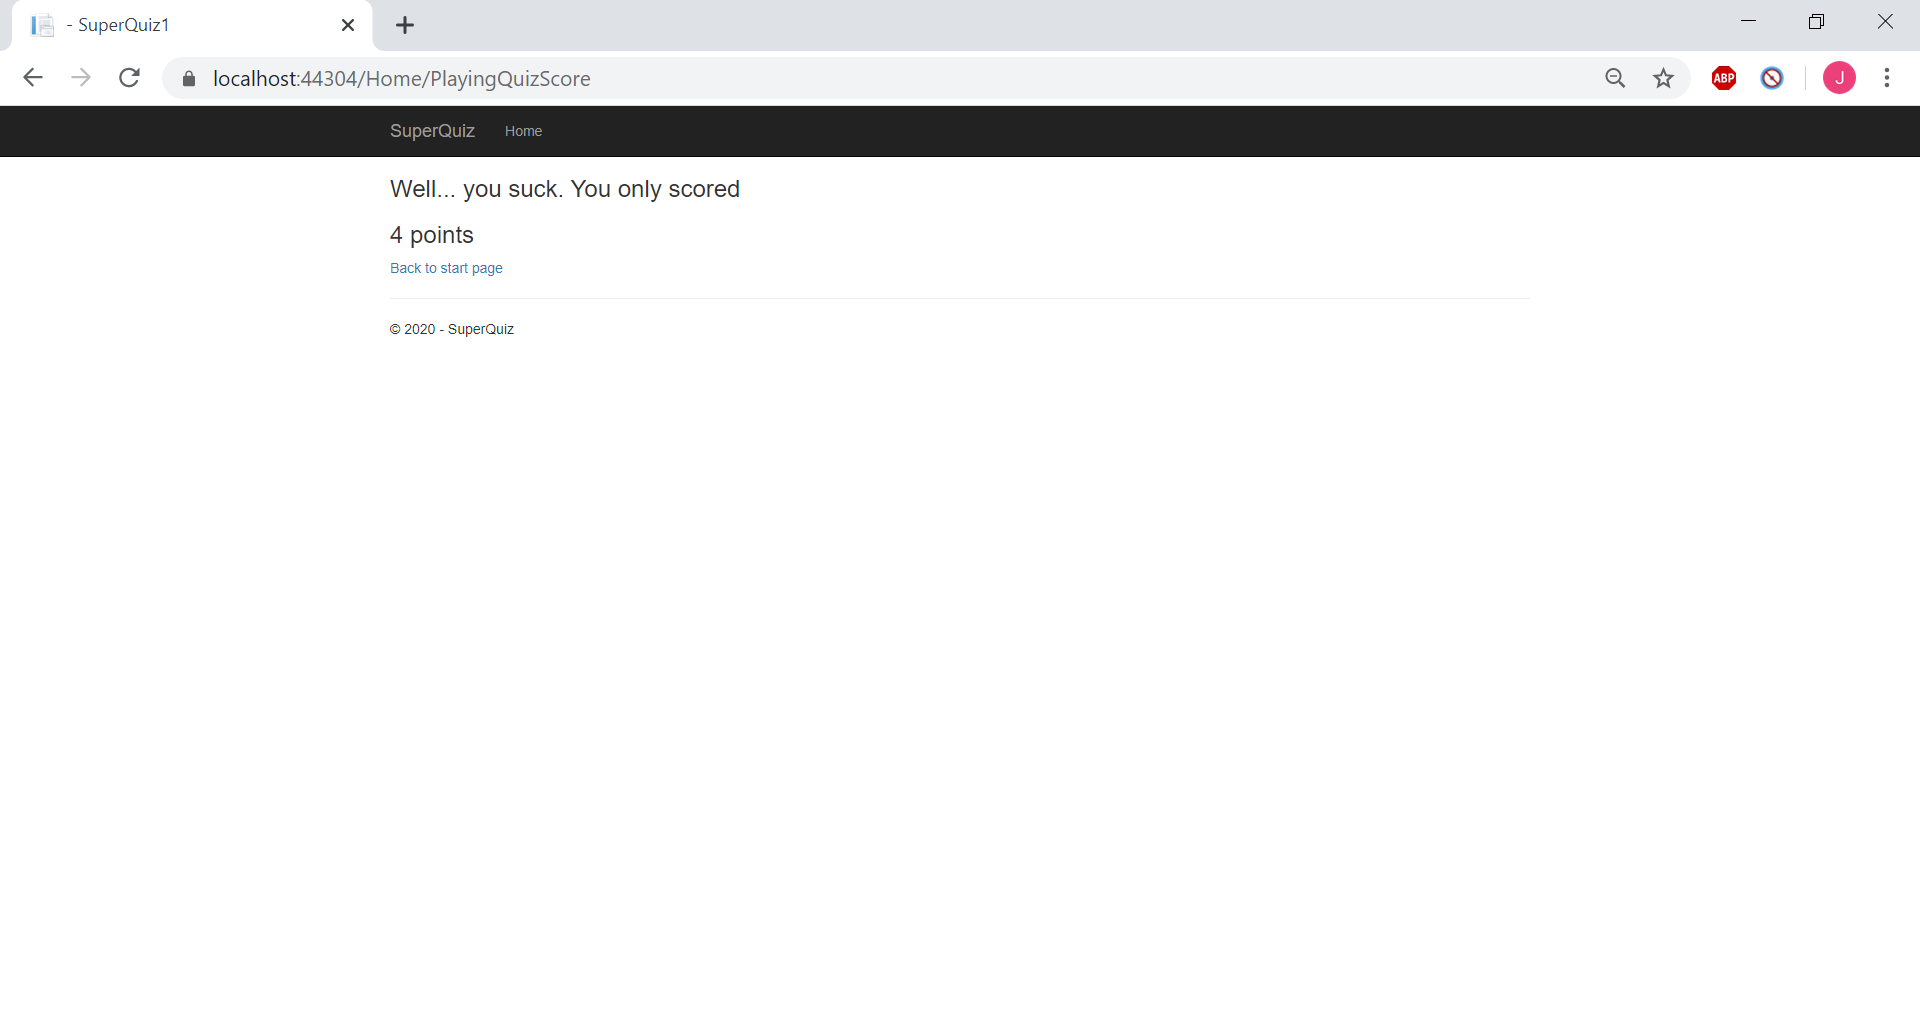 - SuperQuiz1
localhost:44304/Home/PlayingQuizScore
ABP
J
SuperQuiz Home
Well... you suck. You only scored
4 points
Back to start page
© 2020 - SuperQuiz